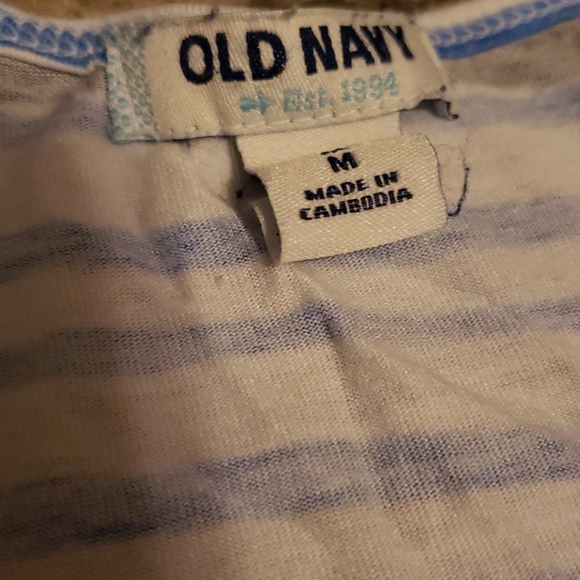 OLD NAVY
Est. 1994
M
MADE IN
CAMBODIA